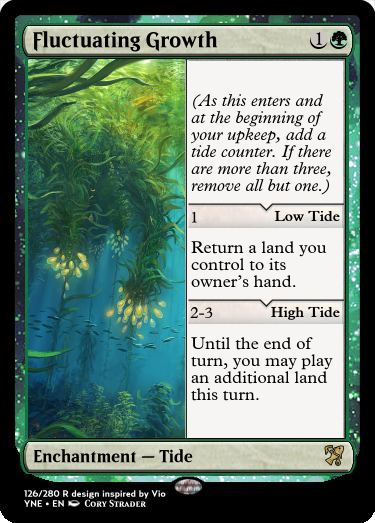 Fluctuating Growth 1
(As this enters and
at the beginning of
your upkeep, add a
tide counter. If there
are more than three,
remove all but one.)
1 Low Tide
Return a land you
control to its
owner's hand.
2-3 High Tide
Until the end of
turn, you may play
an additional land
this turn.
Enchantment — Tide
126/280 R design inspired by Vio
YNE • EN Cory Strader